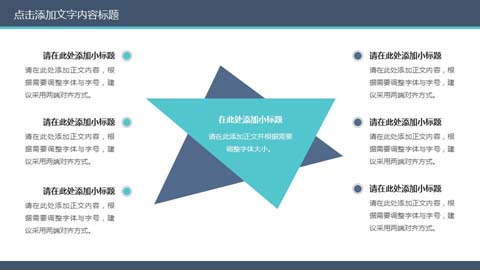 点击添加文字内容标题
请在此处添加小标题
请在此处添加正文内容，根
据需要调整字体与字号，建
议采用两端对齐方式。
请在此处添加小标题
请在此处添加正文内容，根
据需要调整字体与字号，建
议采用两端对齐方式。
请在此处添加小标题
请在此处添加正文内容，根
据需要调整字体与字号，建
议采用两端对齐方式。
在此处添加小标题
请在此添加正文并根据需要
调整字体大小。
请在此处添加小标题
请在此处添加正文内容，根
据需要调整字体与字号，建
议采用两端对齐方式。
请在此处添加小标题
请在此处添加正文内容，根
据需要调整字体与字号，建
议采用两端对齐方式。
请在此处添加小标题
请在此处添加正文内容，根
据需要调整字体与字号，建
议采用两端对齐方式。